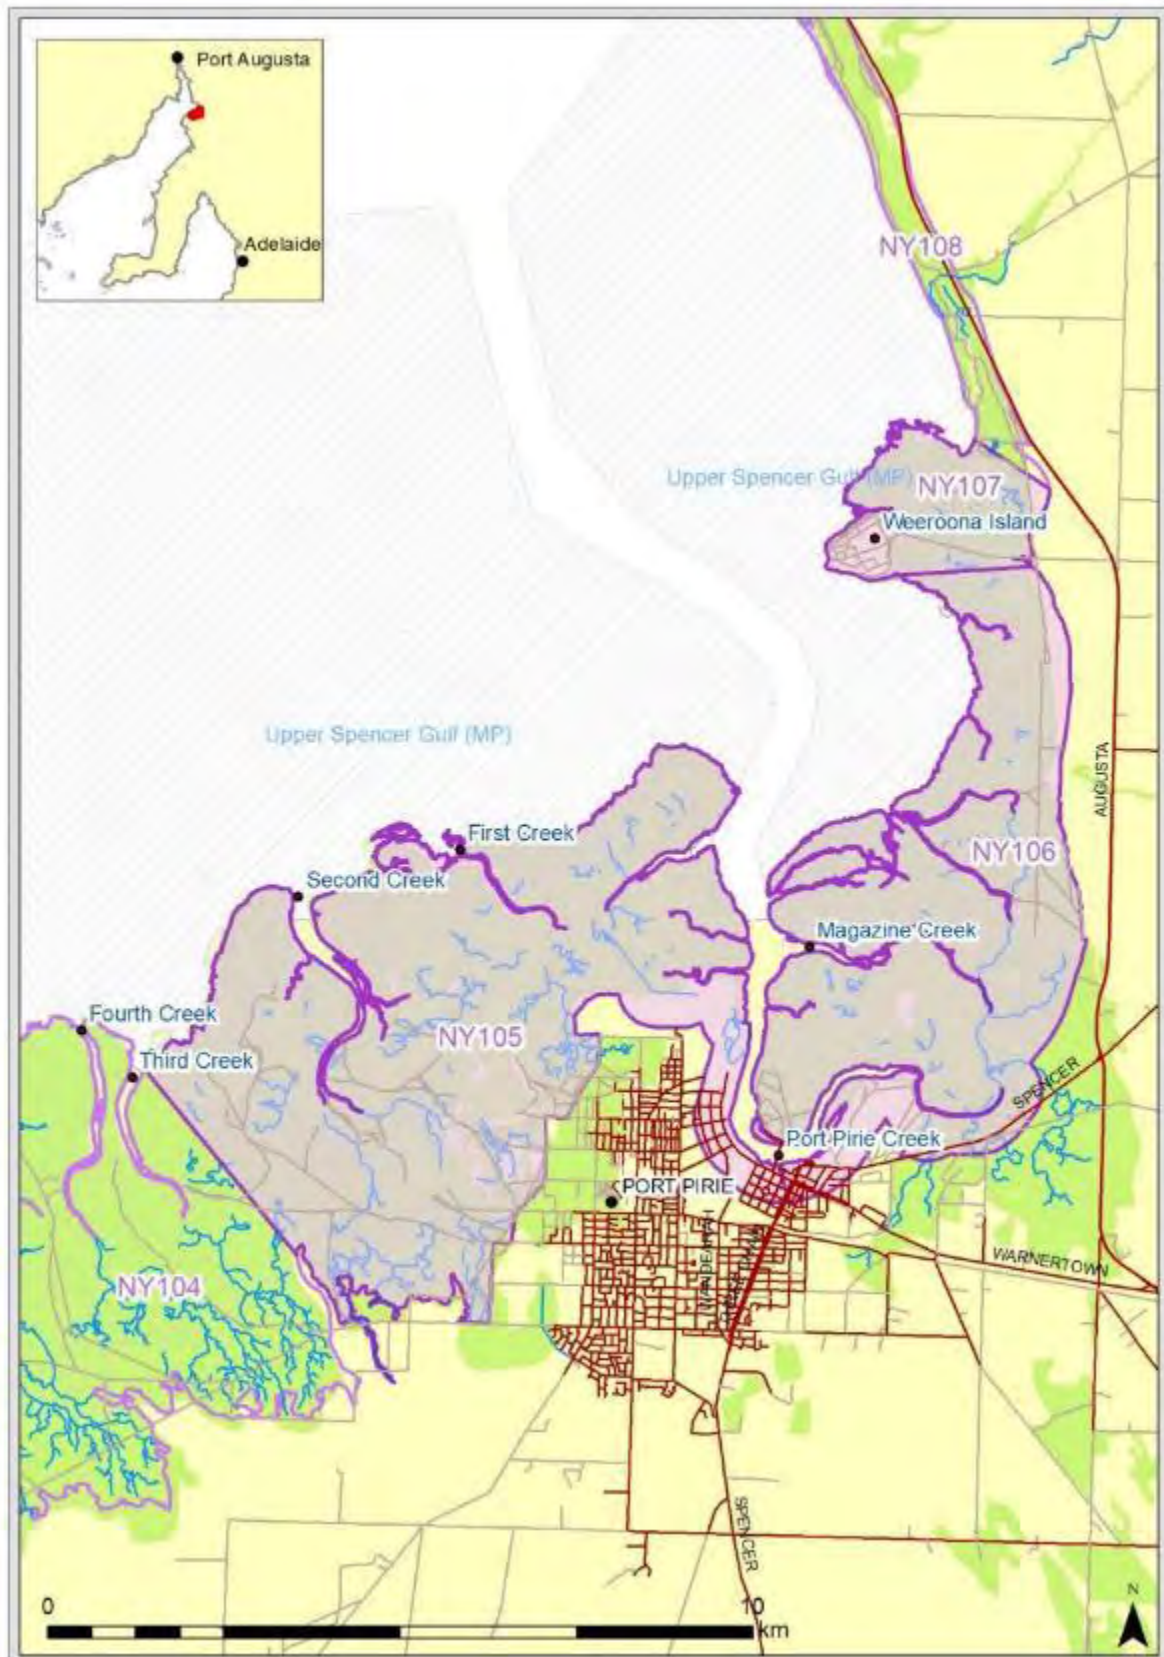 Port Augusta
Adelaide
NY108
Upper Spencer Gulf (MP)
NY107
Weeroona Island
Upper Spencer Gulf (MP)
AUGUSTA
First Creek
NY106
Second Creek
Magazine Creek
Fourth Creek
NY105
Third Creek
SPENCER
Port Pirie Creek
PORT PIRIE
WANDEARAH
WARNERTOWN
NY104
SPENCER
N
0
10
km